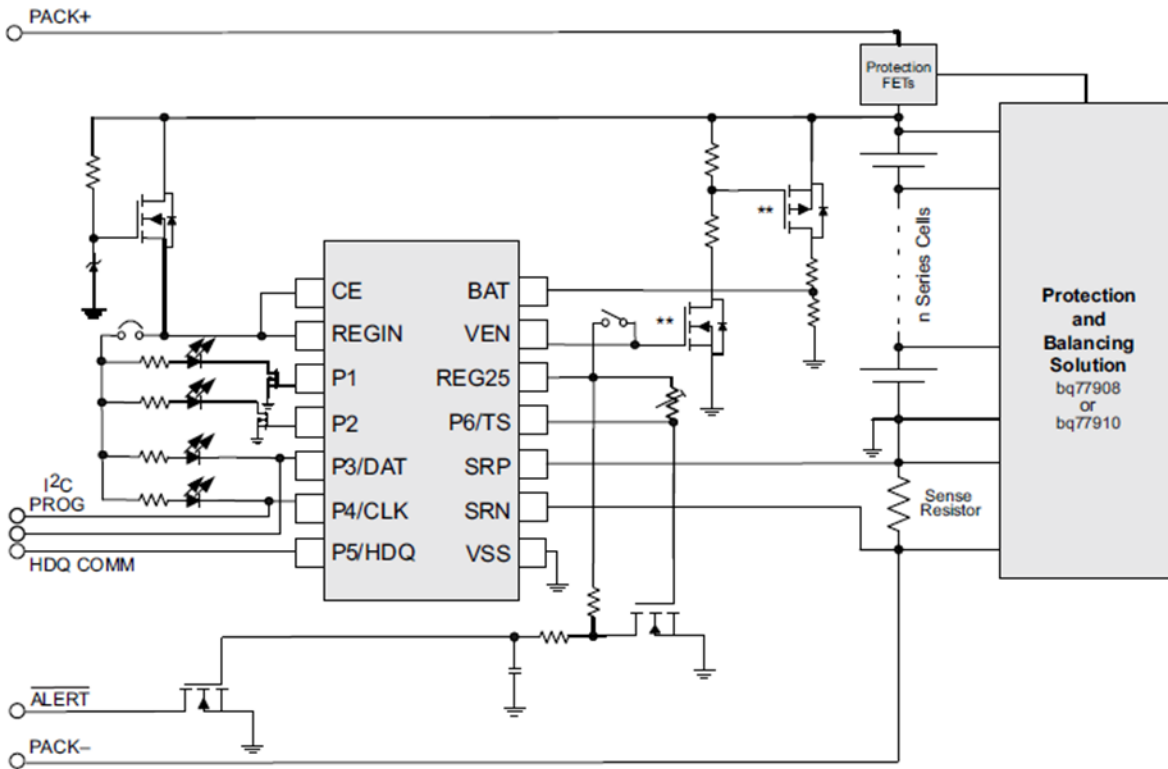 PACK+
Protection
FETs
**
**
n Series Cells
CE
REGIN
P1
P2
P3/DAT
P4/CLK
P5/HDQ
BAT
VEN
REG25
P6/TS
SRP
SRN
VSS
Protection
and
Balancing
Solution
bq77908
or
bq77910
Sense
Resistor
I2C
PROG
HDQ COMM
ALERT
PACK–